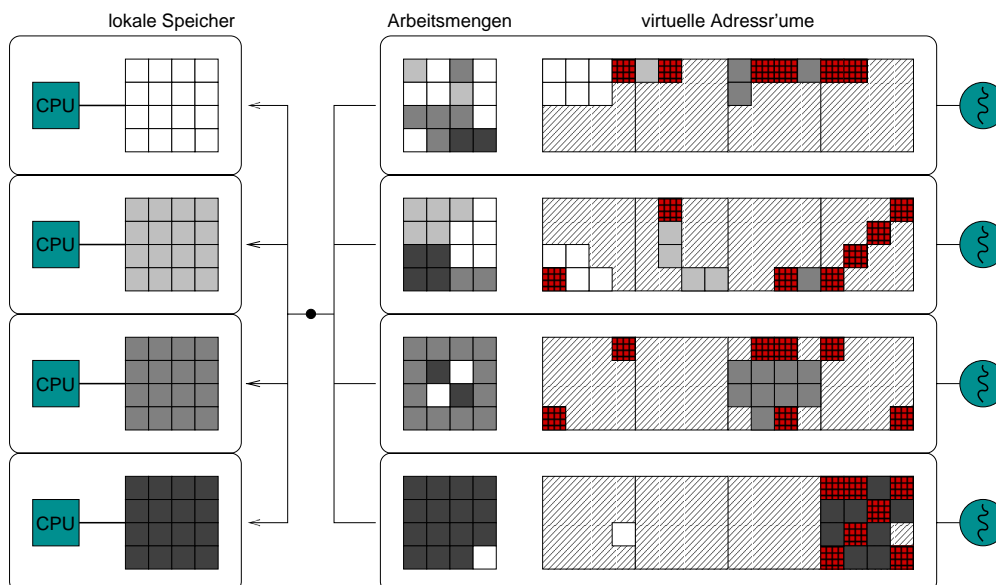 lokale Speicher
Arbeitsmengen
virtuelle Adressr'ume
CPU
CPU
CPU
CPU